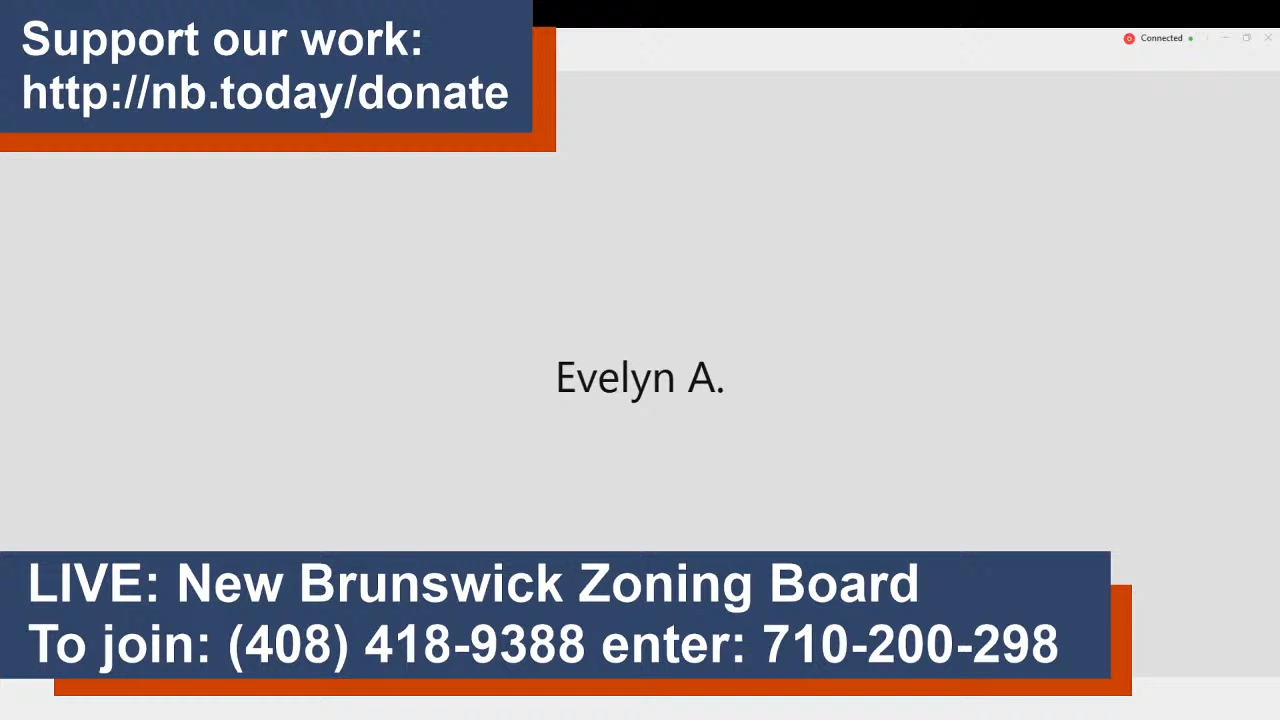 Support our work:
http://nb.today/donate
Connected
Evelyn A.
LIVE: New Brunswick Zoning Board
To join: (408) 418-9388 enter: 710-200-298